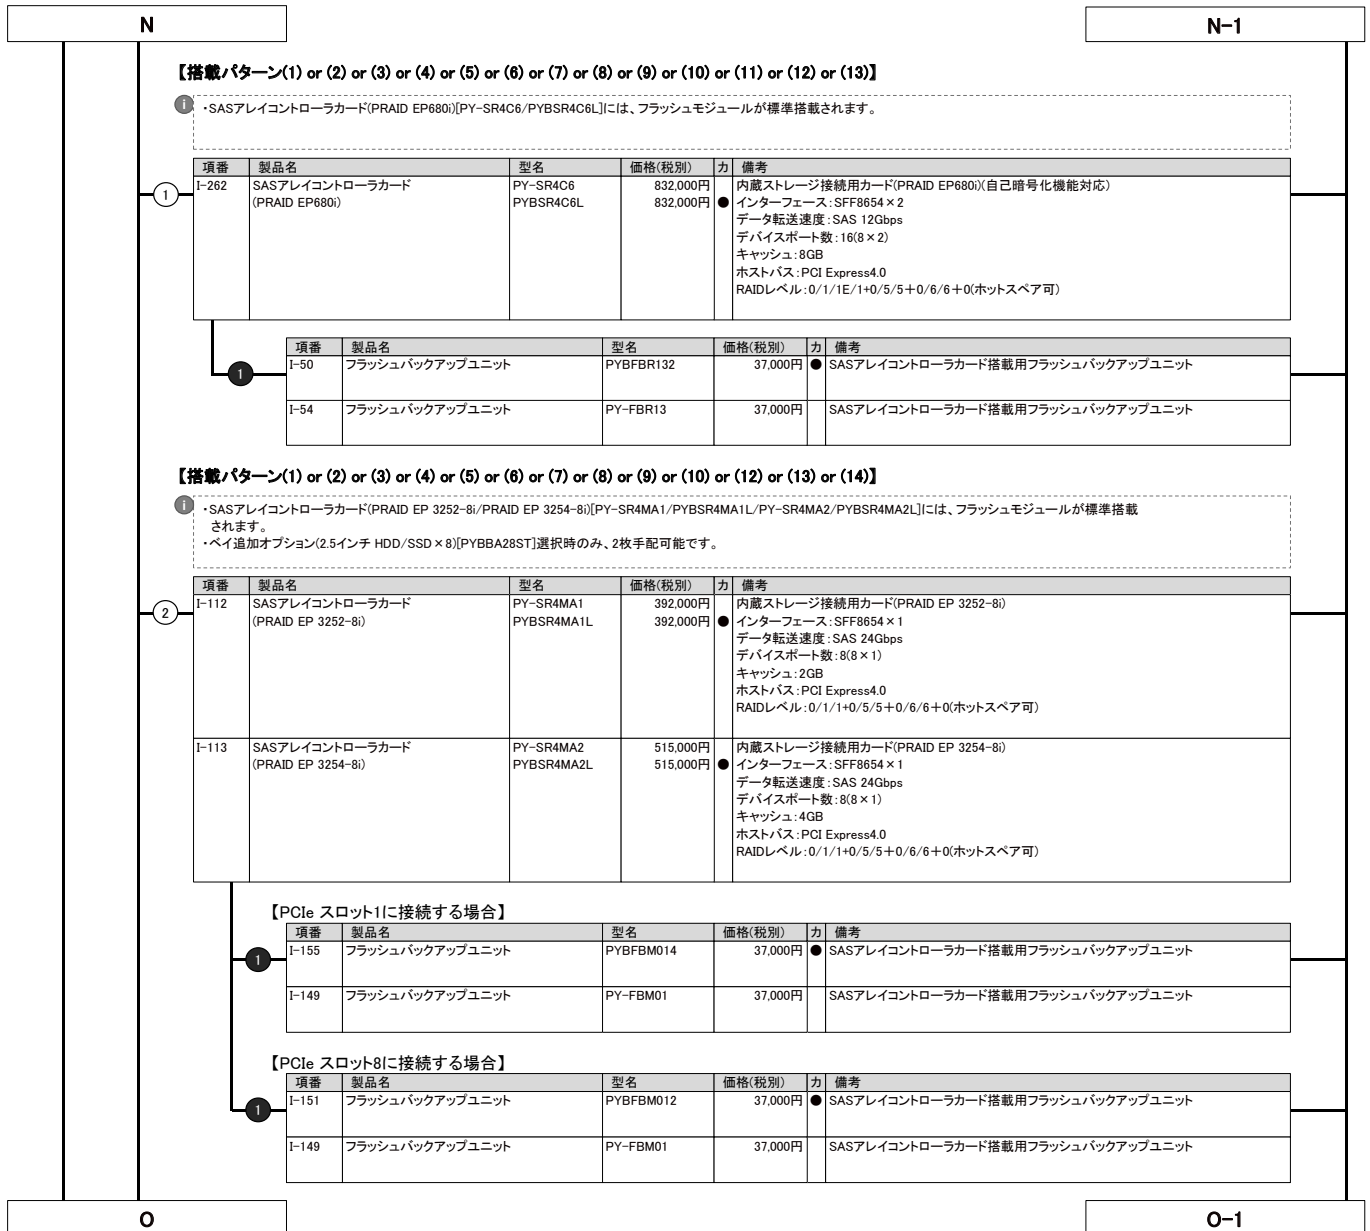 N
N-1
【搭載パターン(1) or (2) or (3) or (4) or (5) or (6) or (7) or (8) or (9) or (10) or (11) or (12) or (13)】
i
・SASアレイコントローラカード(PRAID EP680i)[PY-SR4C6/PYBSR4C6L]には、フラッシュモジュールが標準搭載されます。
項番 製品名 型名 価格(税別) カ 備考
1
I-262 SASアレイコントローラカード PY-SR4C6 832,000円 内蔵ストレージ接続用カード(PRAID EP680i)(自己暗号化機能対応)
(PRAID EP680i) PYBSR4C6L 832,000円 ● インターフェース:SFF8654×2
データ転送速度:SAS 12Gbps
デバイスポート数:16(8×2)
キャッシュ:8GB
ホストバス:PCI Express4.0
RAIDレベル:0/1/1E/1+0/5/5+0/6/6+0(ホットスペア可)
項番 製品名 型名 価格(税別) カ 備考
1
I-50 フラッシュバックアップユニット PYBFBR132 37,000円 ● SASアレイコントローラカード搭載用フラッシュバックアップユニット
I-54 フラッシュバックアップユニット PY-FBR13 37,000円 SASアレイコントローラカード搭載用フラッシュバックアップユニット
【搭載パターン(1) or (2) or (3) or (4) or (5) or (6) or (7) or (8) or (9) or (10) or (12) or (13) or (14)】
i
・SASアレイコントローラカード(PRAID EP 3252-8i/PRAID EP 3254-8i)[PY-SR4MA1/PYBSR4MA1L/PY-SR4MA2/PYBSR4MA2L]には、フラッシュモジュールが標準搭載
されます。
・ベイ追加オプション(2.5インチ HDD/SSD×8)[PYBBA28ST]選択時のみ、2枚手配可能です。
項番 製品名 型名 価格(税別) カ 備考
2
I-112 SASアレイコントローラカード PY-SR4MA1 392,000円 内蔵ストレージ接続用カード(PRAID EP 3252-8i)
(PRAID EP 3252-8i) PYBSR4MA1L 392,000円 ● インターフェース:SFF8654×1
データ転送速度:SAS 24Gbps
デバイスポート数:8(8×1)
キャッシュ:2GB
ホストバス:PCI Express4.0
RAIDレベル:0/1/1+0/5/5+0/6/6+0(ホットスペア可)
I-113 SASアレイコントローラカード PY-SR4MA2 515,000円 内蔵ストレージ接続用カード(PRAID EP 3254-8i)
(PRAID EP 3254-8i) PYBSR4MA2L 515,000円 ● インターフェース:SFF8654×1
データ転送速度:SAS 24Gbps
デバイスポート数:8(8×1)
キャッシュ:4GB
ホストバス:PCI Express4.0
RAIDレベル:0/1/1+0/5/5+0/6/6+0(ホットスペア可)
【PCIe スロット1に接続する場合】
項番 製品名 型名 価格(税別) カ 備考
1
I-155 フラッシュバックアップユニット PYBFBM014 37,000円 ● SASアレイコントローラカード搭載用フラッシュバックアップユニット
I-149 フラッシュバックアップユニット PY-FBM01 37,000円 SASアレイコントローラカード搭載用フラッシュバックアップユニット
【PCIe スロット8に接続する場合】
項番 製品名 型名 価格(税別) カ 備考
1
I-151 フラッシュバックアップユニット PYBFBM012 37,000円 ● SASアレイコントローラカード搭載用フラッシュバックアップユニット
I-149 フラッシュバックアップユニット PY-FBM01 37,000円 SASアレイコントローラカード搭載用フラッシュバックアップユニット
O
O-1